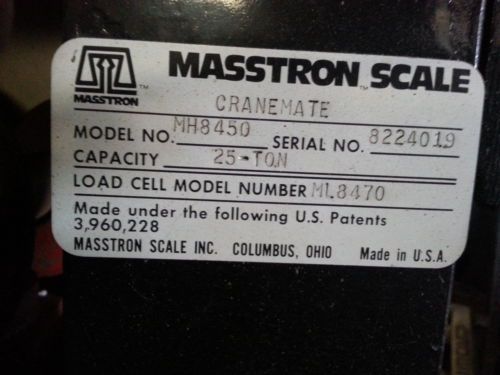 MASSTRON SCALE
MASSTRON
CRANEMATE
MODEL NO. MH8450 SERIAL NO. 8224019
CAPACITY 25-TON
LOAD CELL MODEL NUMBER ML8470
Made under the following U.S. Patents
3,960,228
MASSTRON SCALE INC. COLUMBUS, OHIO Made in U.S.A.